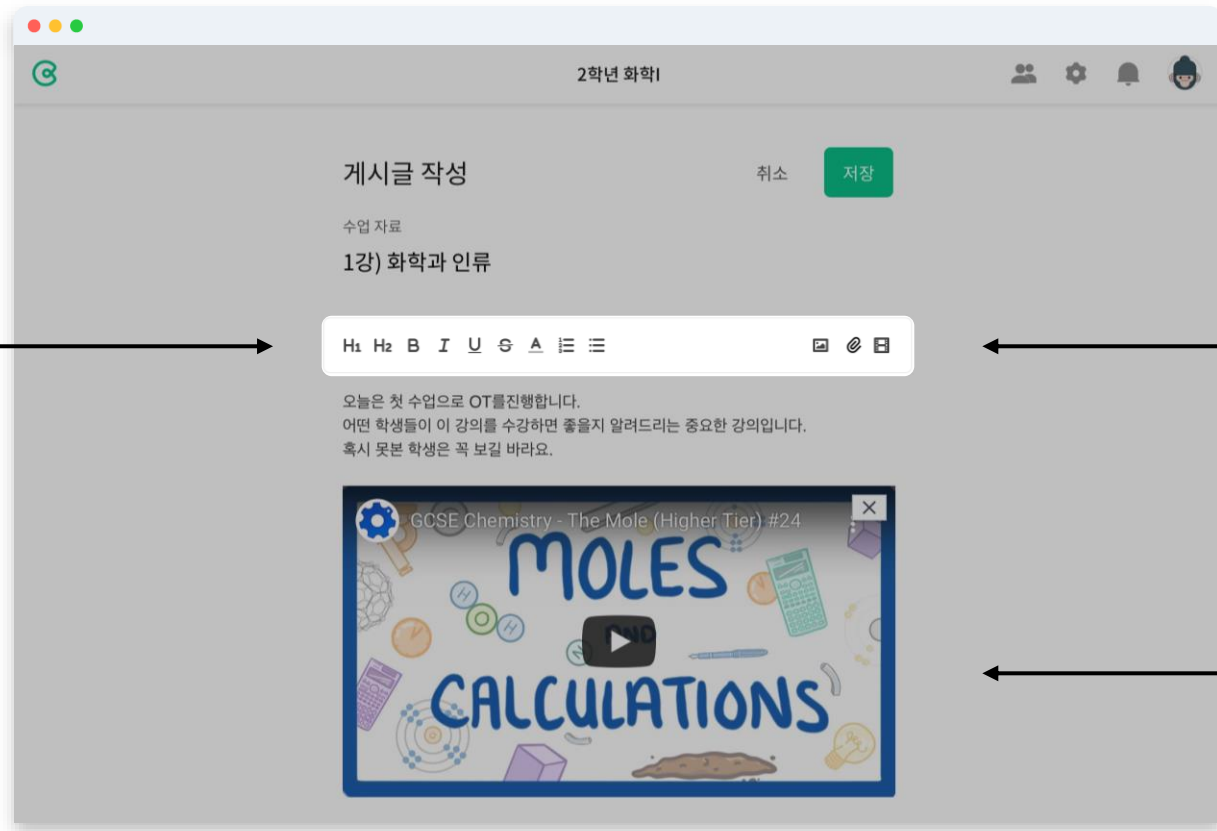 2학년 화학I
게시글 작성
취소
저장
수업 자료
1강) 화학과 인류
H1 H2 B I U S A
오늘은 첫 수업으로 OT를진행합니다.
어떤 학생들이 이 강의를 수강하면 좋을지 알려드리는 중요한 강의입니다.
혹시 못본 학생은 꼭 보길 바라요.
GCSE Chemistry - The Mole (Higher Tier) #24
MOLES
AND
CALCULATIONS